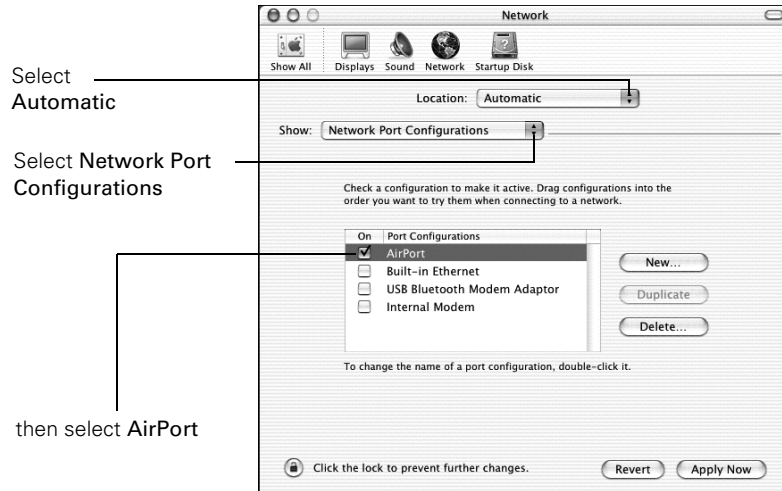 Network
Show All Displays Sound Network Startup Disk
Select
Automatic
Location: Automatic
Show: Network Port Configurations
Select Network Port
Configurations
Check a configuration to make it active. Drag configurations into the
order you want to try them when connecting to a network.
On Port Configurations
AirPort
Built-in Ethernet
USB Bluetooth Modem Adaptor
Internal Modem
New...
Duplicate
Delete...
To change the name of a port configuration, double-click it.
then select AirPort
Click the lock to prevent further changes.
Revert Apply Now